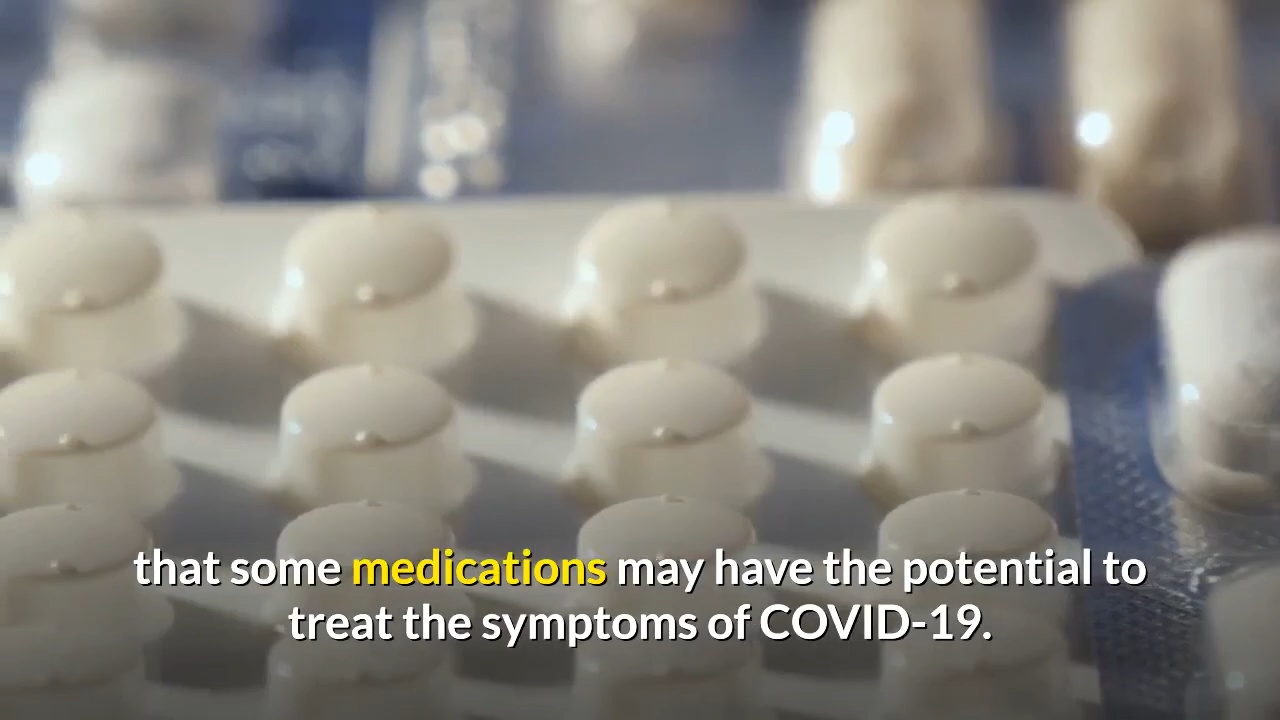 that some medications may have the potential to
treat the symptoms of COVID-19.